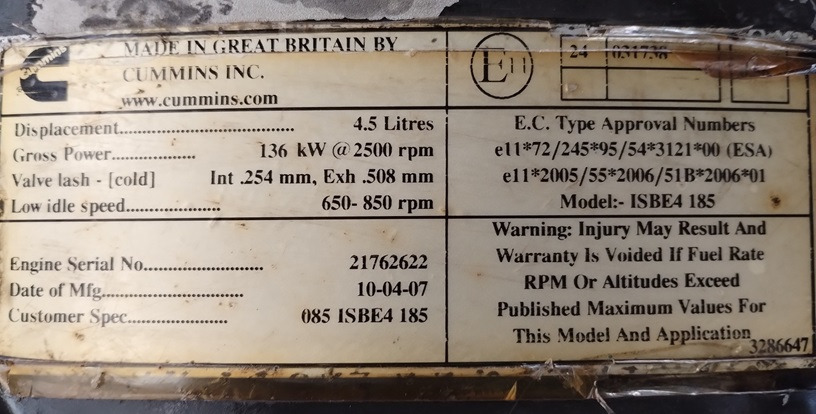 cummins
MADE IN GREAT BRITAIN BY
CUMMINS INC.
www.cummins.com
E11
24 031738
Displacement.......................................... 4.5 Litres
Gross Power.................... 136 kW @ 2500 rpm
Valve lash - [cold] Int .254 mm, Exh .508 mm
Low idle speed...................... 650- 850 rpm
E.C. Type Approval Numbers
e11*72/245*95/54*3121*00 (ESA)
e11*2005/55*2006/51B*2006*01
Model:- ISBE4 185
Engine Serial No............................. 21762622
Date of Mfg.................................. 10-04-07
Customer Spec........................ 085 ISBE4 185
Warning: Injury May Result And
Warranty Is Voided If Fuel Rate
RPM Or Altitudes Exceed
Published Maximum Values For
This Model And Application
3286647